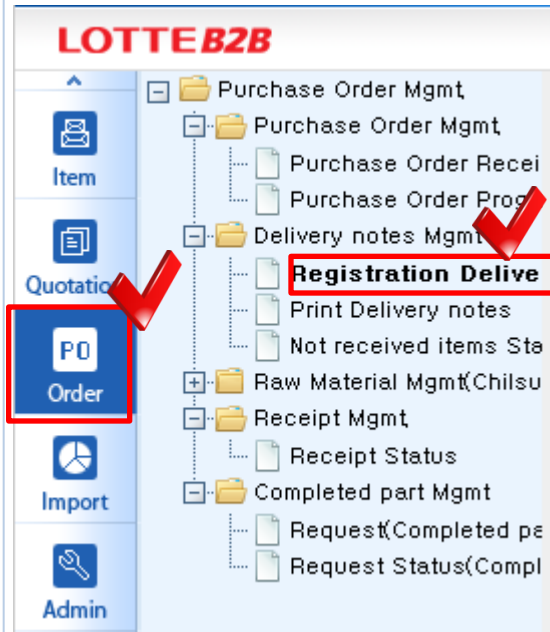 LOTTE B2B
Item
Quotatio
PO
Order
Import
Admin
Purchase Order Mgmt,
Purchase Order Mgmt,
Purchase Order Recei
Purchase Order Prog
Delivery notes Mgmt
Registration Delive
Print Delivery notes
Not received items Sta
Raw Material Mgmt(Chilsu
Receipt Mgmt,
Receipt Status
Completed part Mgmt
Request(Completed pa
Request Status(Compl